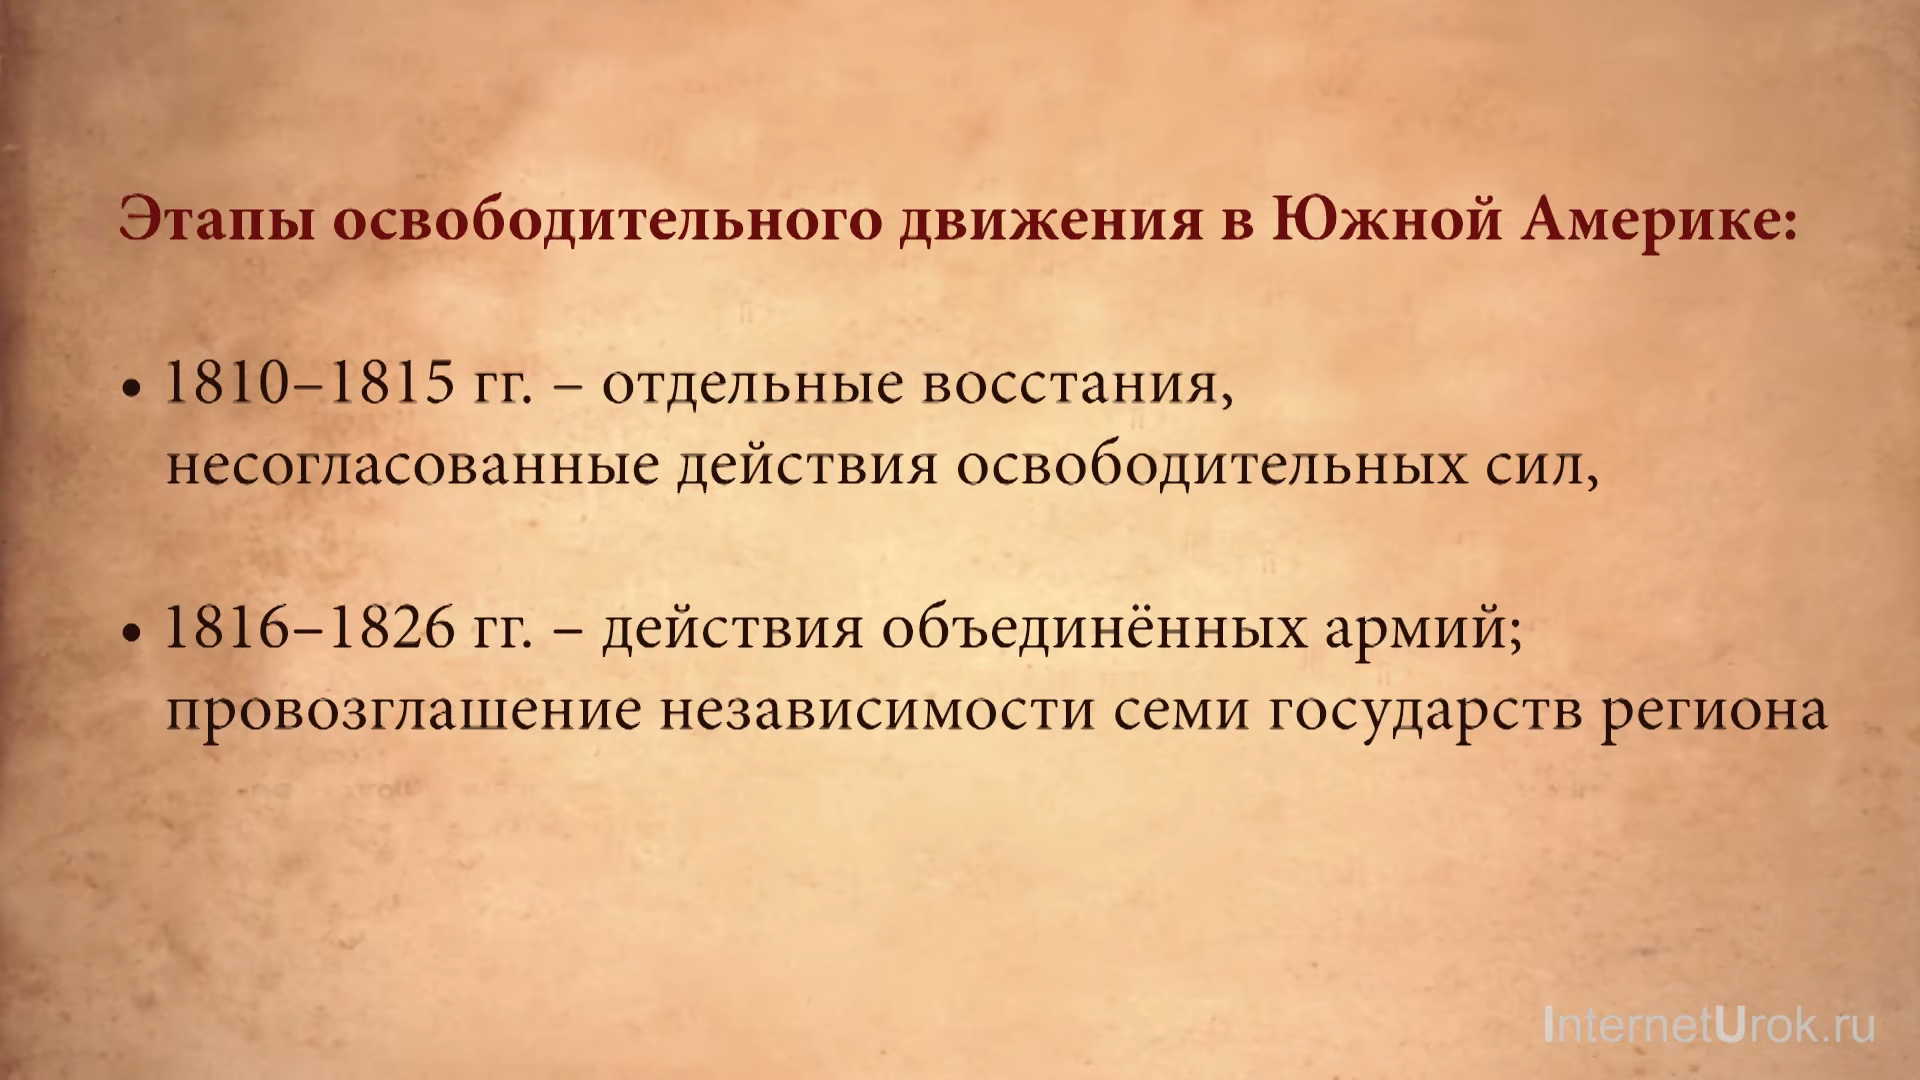 Этапы освободительного движения в Южной Америке:
• 1810–1815 гг. – отдельные восстания,
несогласованные действия освободительных сил,
• 1816–1826 гг. – действия объединённых армий;
провозглашение независимости семи государств региона
InternetUrok.ru